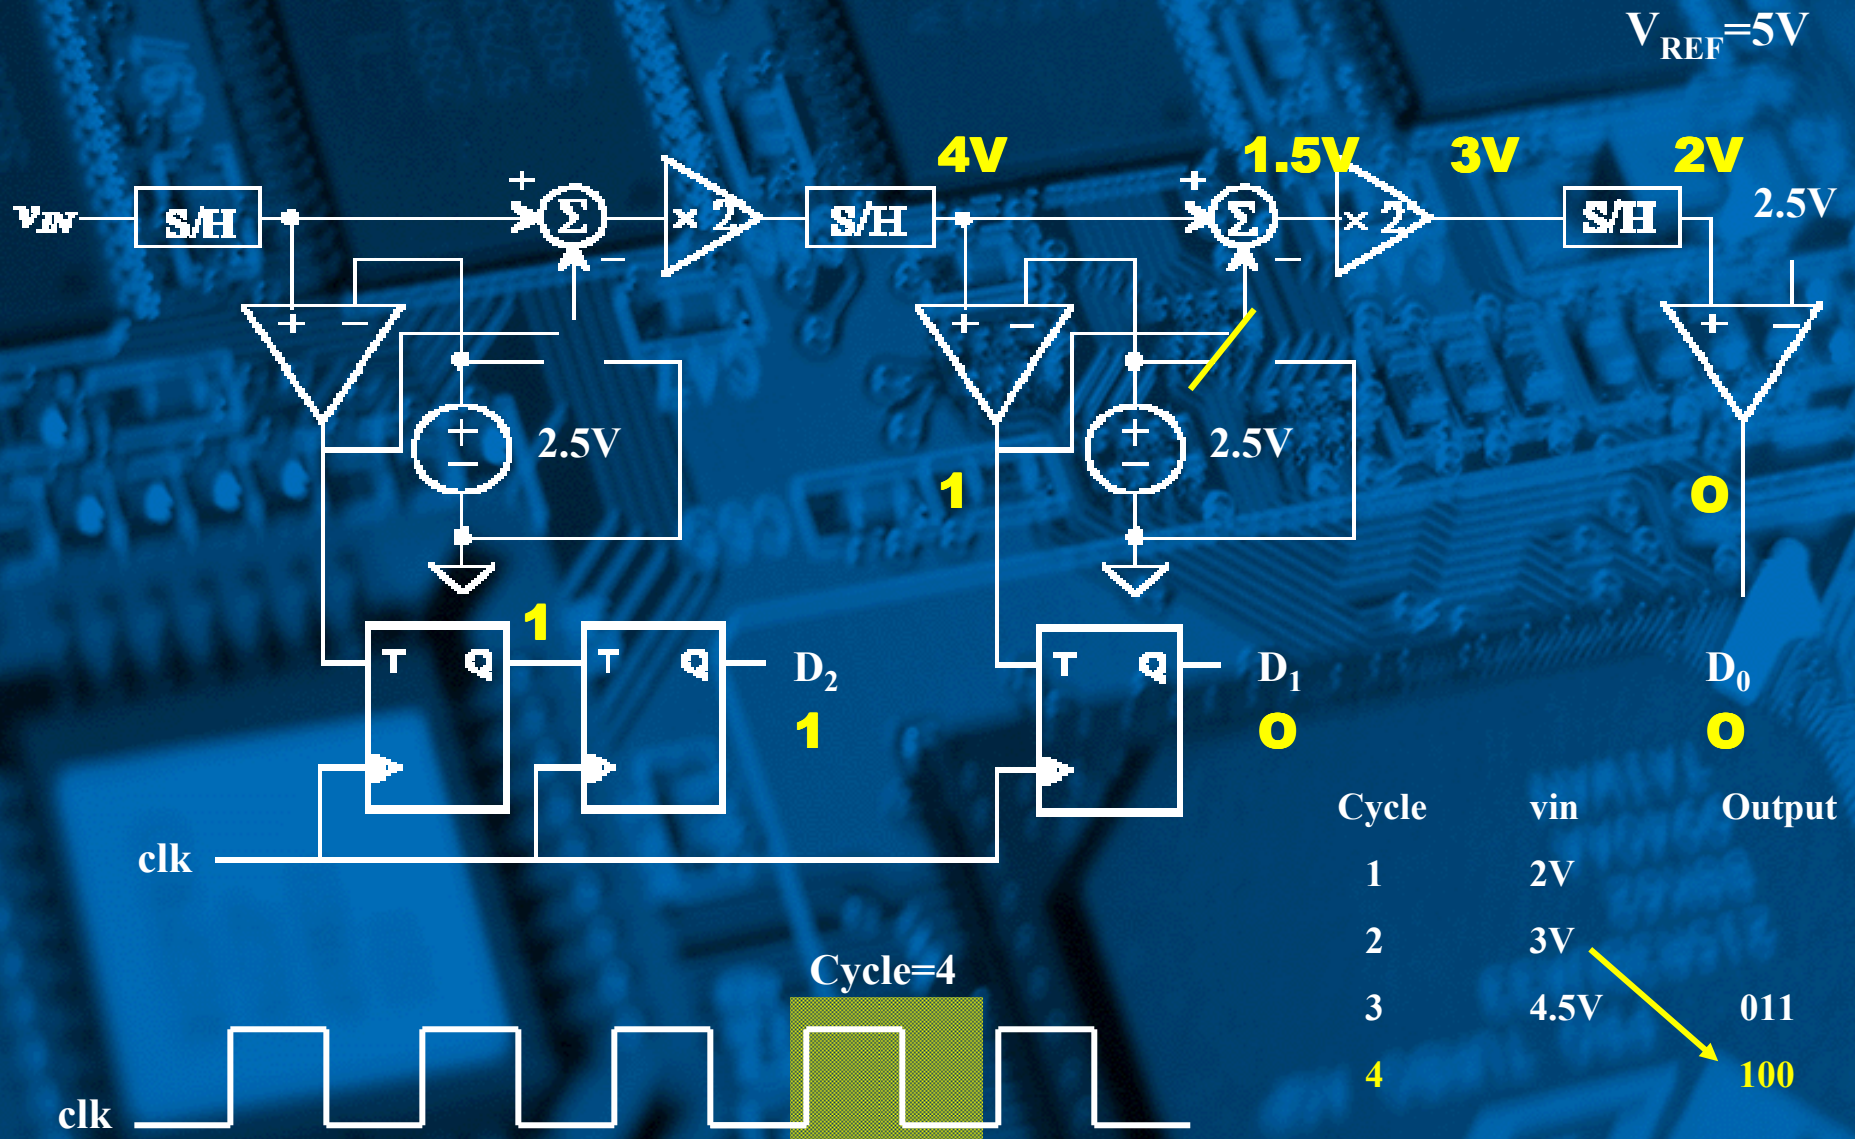 V_REF=5V
4V 1.5V 3V 2V
+ +
v_IN S/H Σ × 2 S/H Σ × 2 S/H 2.5V
− −
+ − + − + −
+ − 2.5V + − 2.5V
1 0
1
T Q T Q D2 T Q D1 D0
1 0 0
Cycle vin Output
clk
1 2V
2 3V
Cycle=4
3 4.5V 011
4 100
clk